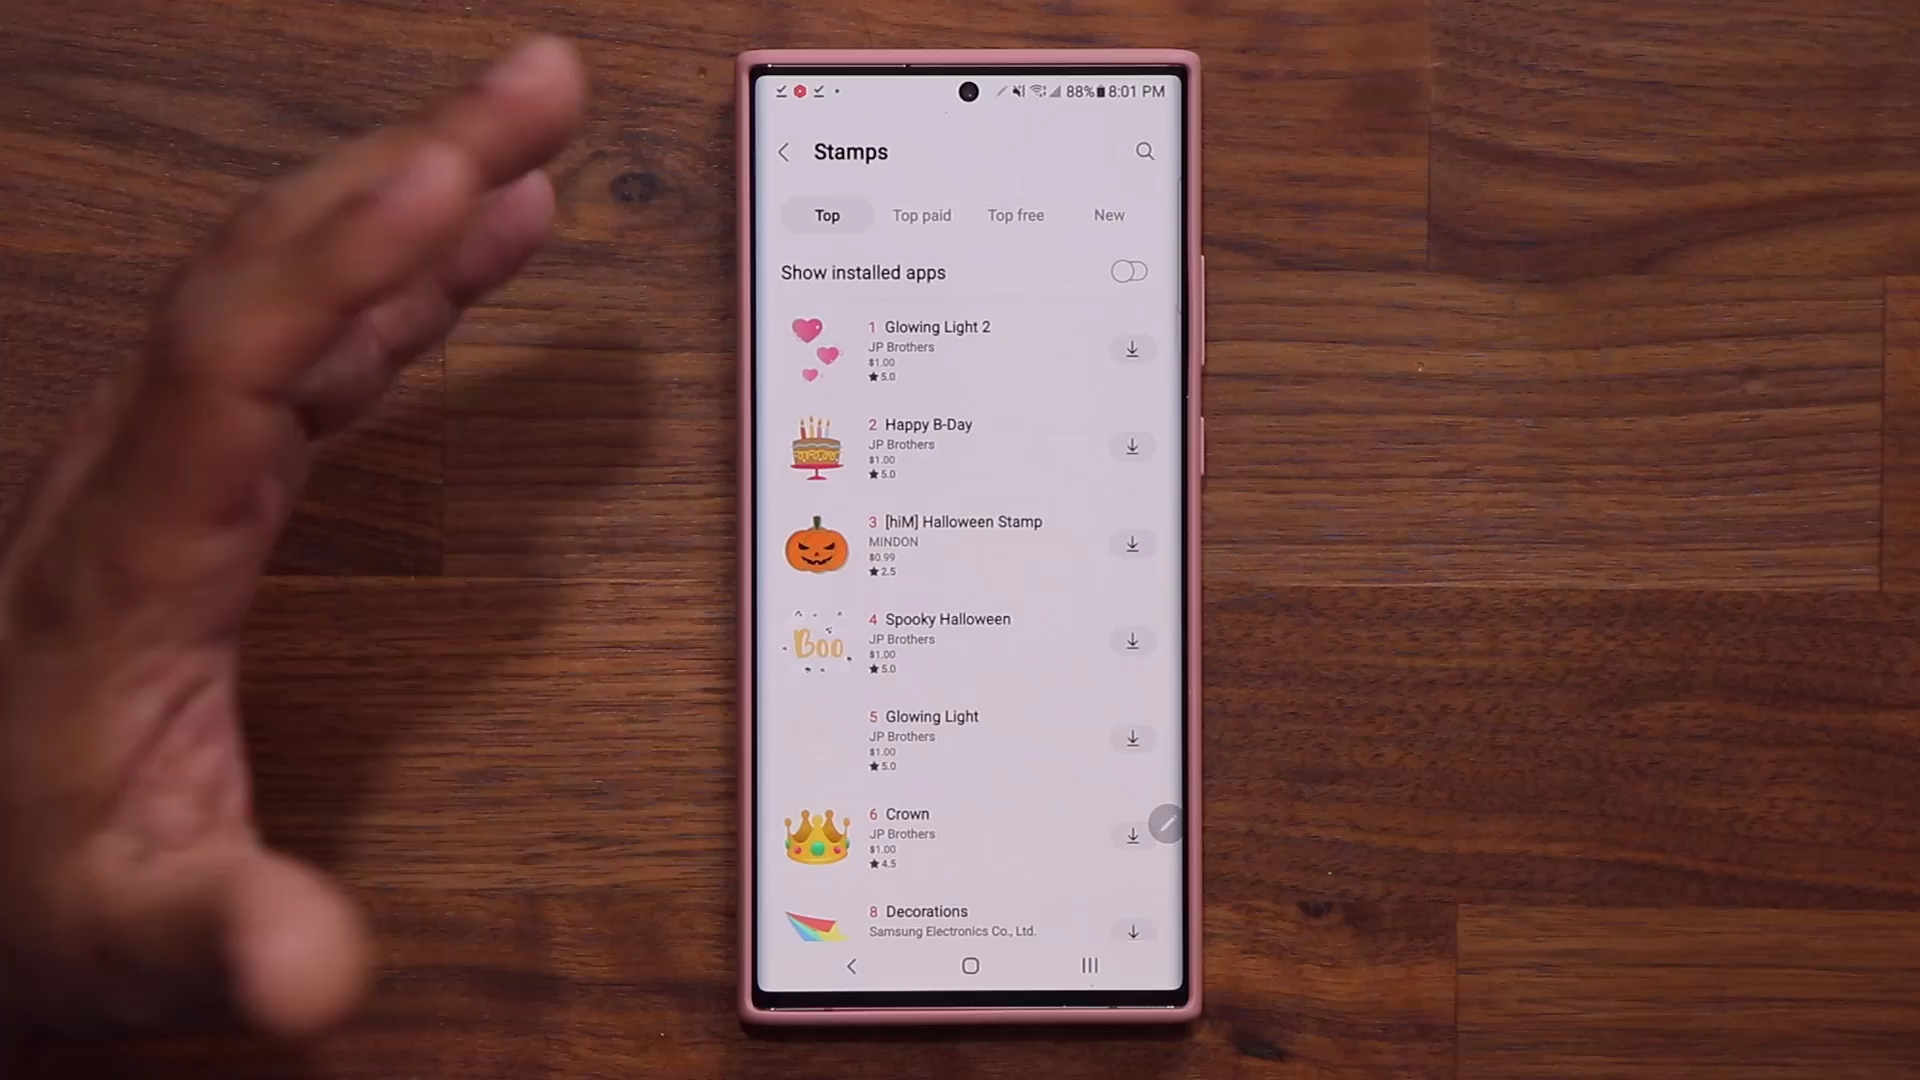 88% 8:01 PM
Stamps
Top Top paid Top free New
Show installed apps
1 Glowing Light 2
JP Brothers
$1.00
★ 5.0
2 Happy B-Day
JP Brothers
$1.00
★ 5.0
3 [hiM] Halloween Stamp
MINDON
$0.99
★ 2.5
Boo
4 Spooky Halloween
JP Brothers
$1.00
★ 5.0
5 Glowing Light
JP Brothers
$1.00
★ 5.0
6 Crown
JP Brothers
$1.00
★ 4.5
8 Decorations
Samsung Electronics Co., Ltd.